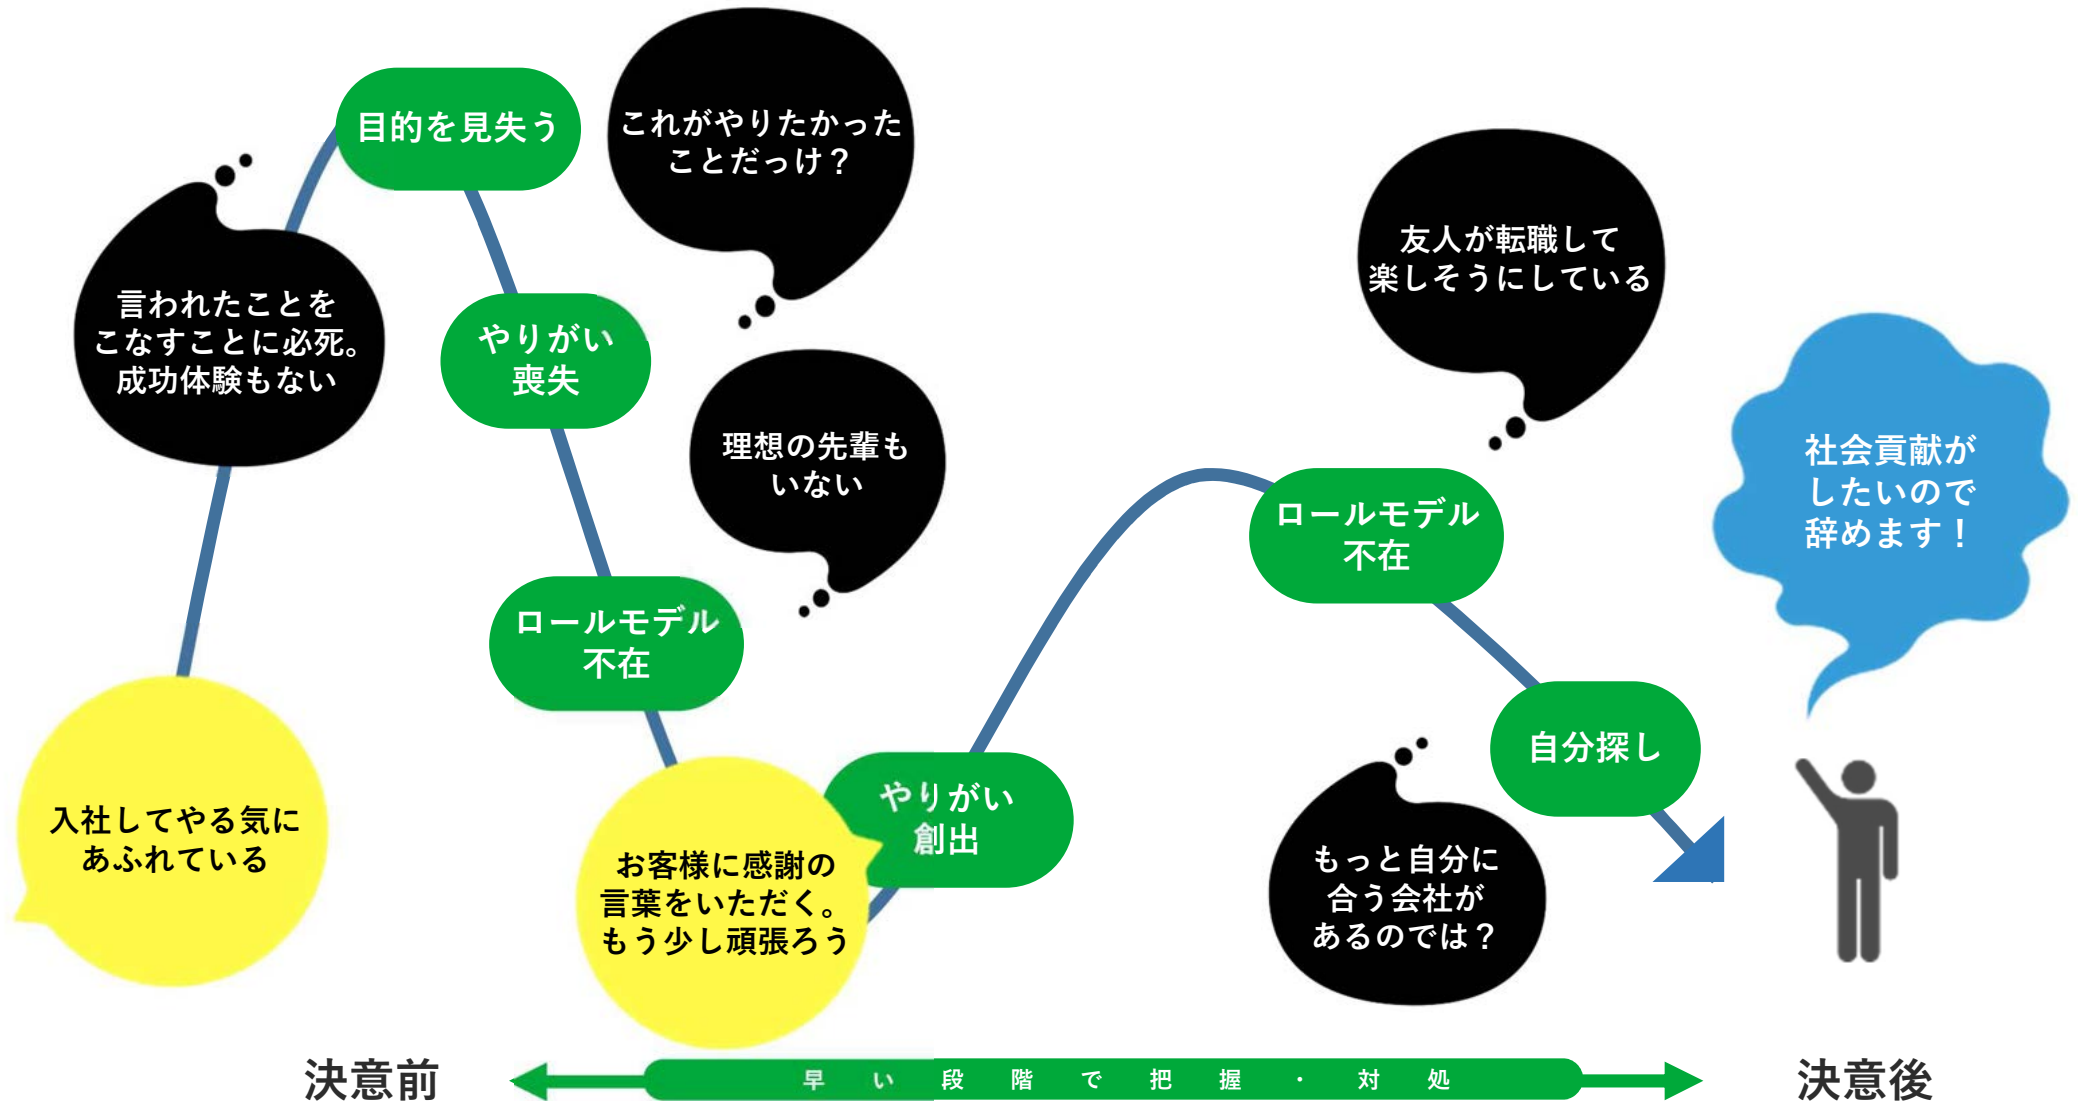 目的を見失う
これがやりたかった
ことだっけ？
言われたことを
こなすことに必死。
成功体験もない
やりがい
喪失
理想の先輩も
いない
ロールモデル
不在
入社してやる気に
あふれている
お客様に感謝の
言葉をいただく。
もう少し頑張ろう
やりがい
創出
友人が転職して
楽しそうにしている
ロールモデル
不在
自分探し
もっと自分に
合う会社が
あるのでは？
社会貢献が
したいので
辞めます！
決意前
早い段階で把握・対処
決意後